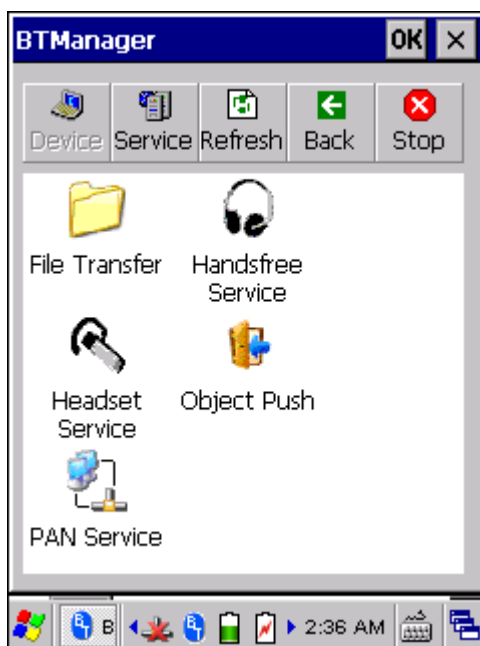 BTManager OK
Device Service Refresh Back Stop
File Transfer Handsfree Service
Headset Service Object Push
PAN Service
B 2:36 AM